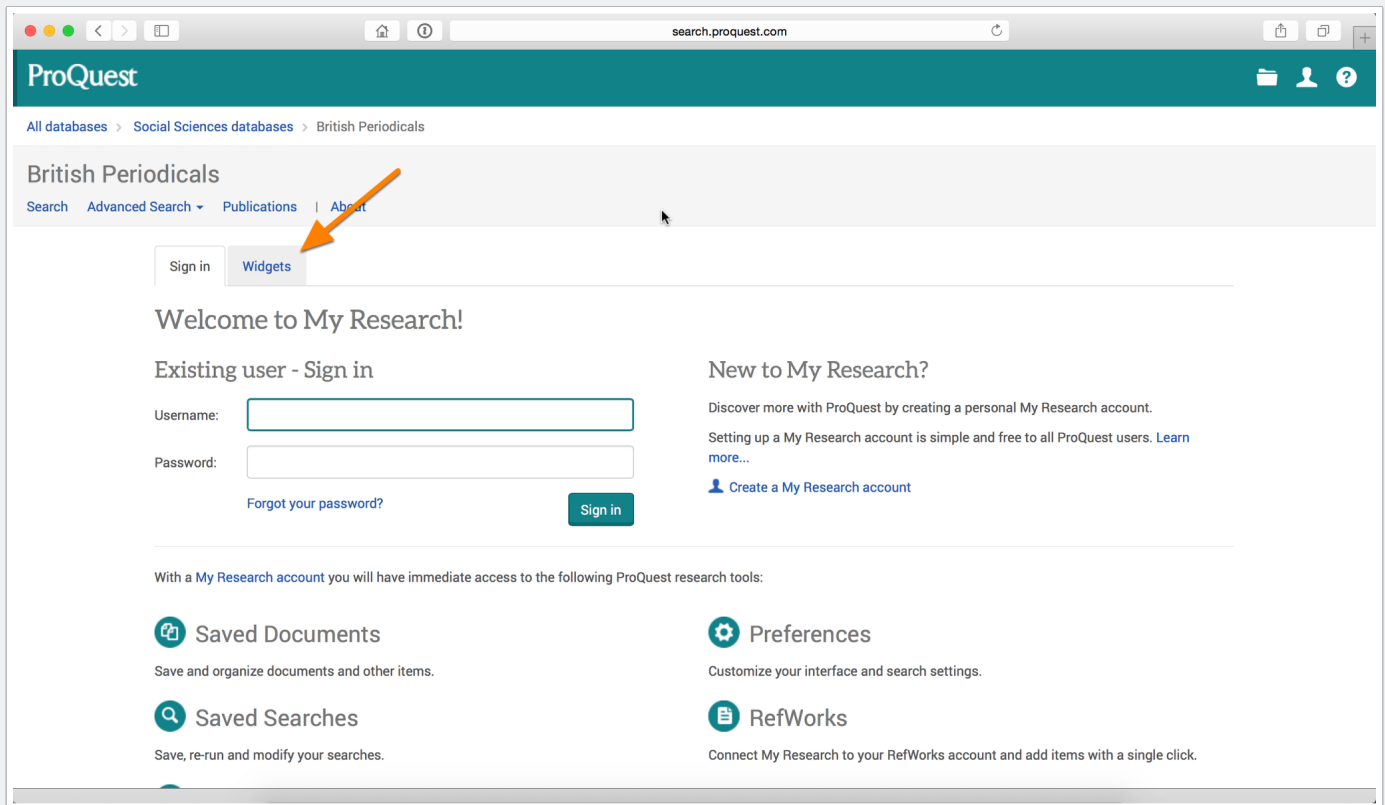 search.proquest.com
ProQuest
All databases > Social Sciences databases > British Periodicals
British Periodicals
Search Advanced Search Publications | About
Sign in Widgets
Welcome to My Research!
Existing user - Sign in
Username:
Password:
Forgot your password?
Sign in
New to My Research?
Discover more with ProQuest by creating a personal My Research account.
Setting up a My Research account is simple and free to all ProQuest users. Learn
more...
Create a My Research account
With a My Research account you will have immediate access to the following ProQuest research tools:
Saved Documents
Save and organize documents and other items.
Preferences
Customize your interface and search settings.
Saved Searches
Save, re-run and modify your searches.
RefWorks
Connect My Research to your RefWorks account and add items with a single click.